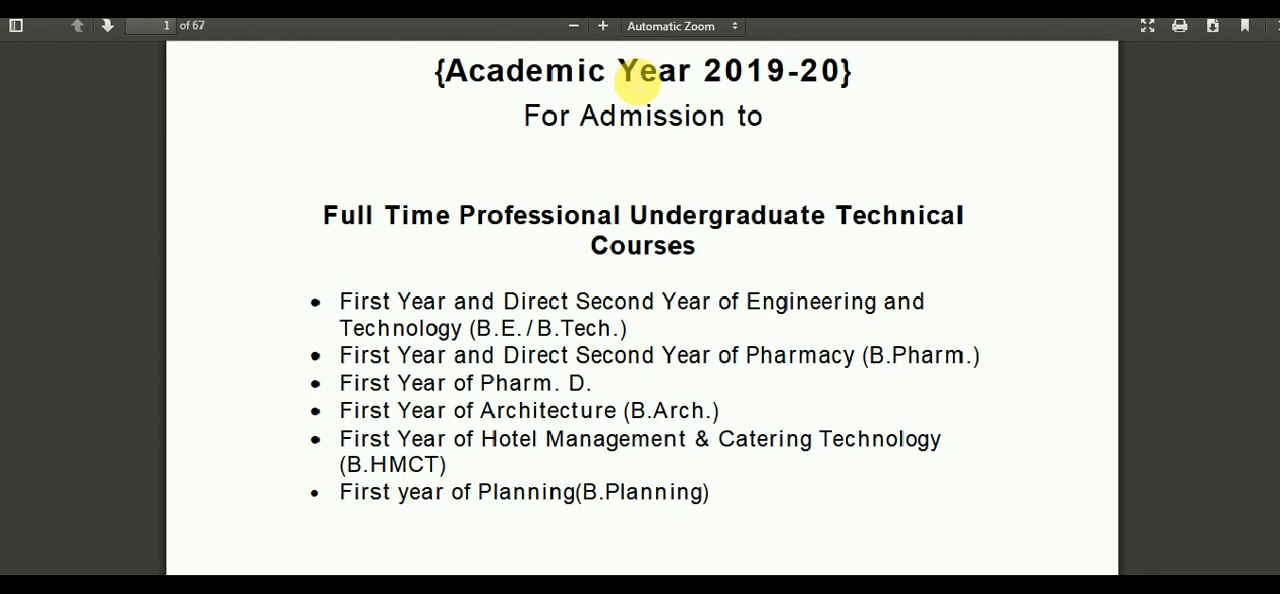 1 of 67
Automatic Zoom
{Academic Year 2019-20}
For Admission to
Full Time Professional Undergraduate Technical
Courses
• First Year and Direct Second Year of Engineering and
Technology (B.E./B.Tech.)
• First Year and Direct Second Year of Pharmacy (B.Pharm.)
• First Year of Pharm. D.
• First Year of Architecture (B.Arch.)
• First Year of Hotel Management & Catering Technology
(B.HMCT)
• First year of Planning(B.Planning)